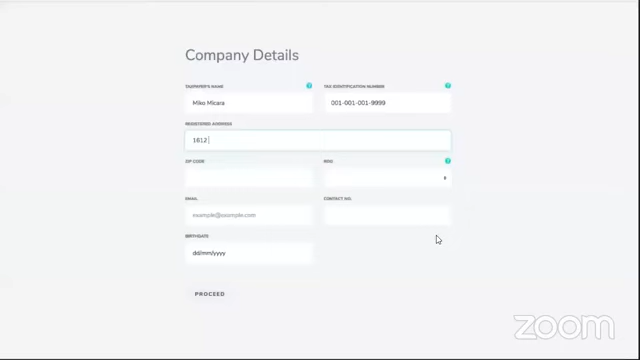 Company Details
TAXPAYER'S NAME ? TAX IDENTIFICATION NUMBER ?
Miko Micara 001-001-001-9999
REGISTERED ADDRESS
1612
ZIP CODE RDO ?
EMAIL CONTACT NO.
example@example.com
BIRTHDATE
dd/mm/yyyy
PROCEED
zoom